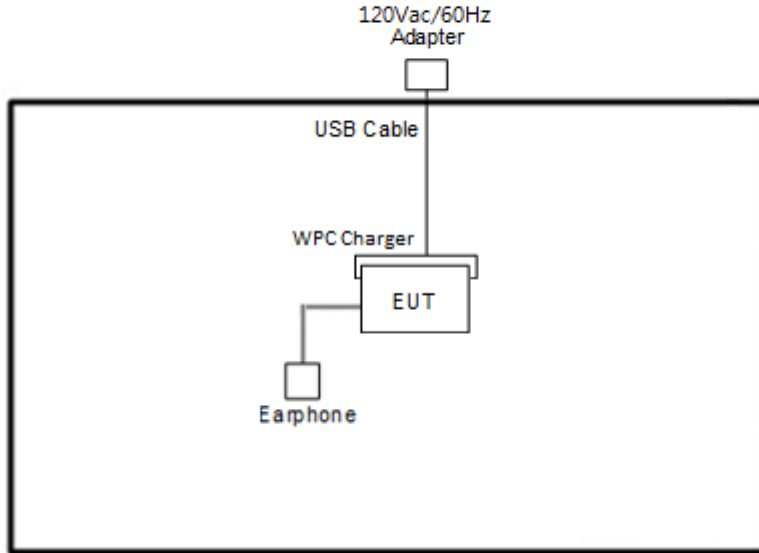 120Vac/60Hz
Adapter
USB Cable
WPC Charger
EUT
Earphone